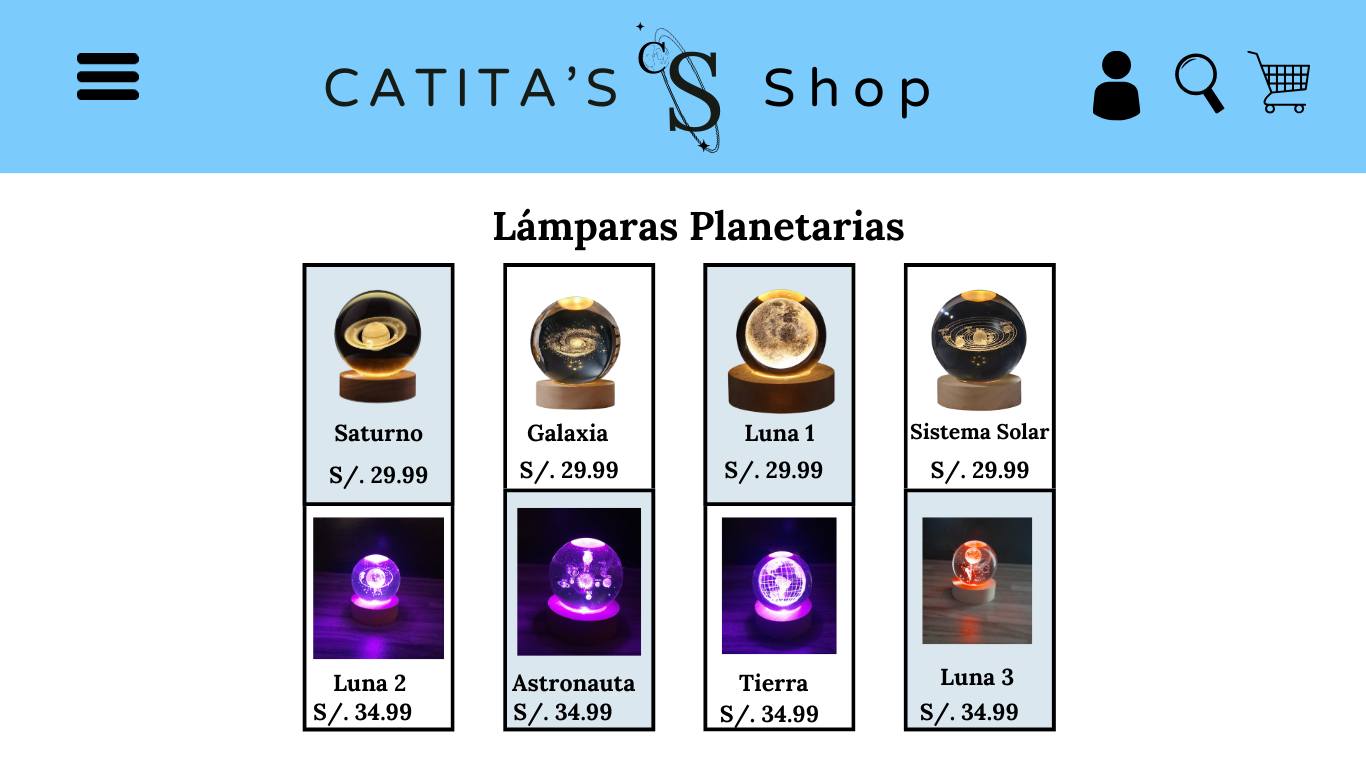 CATITA'S CS Shop
Lámparas Planetarias
Saturno
S/. 29.99
Galaxia
S/. 29.99
Luna 1
S/. 29.99
Sistema Solar
S/. 29.99
Luna 2
S/. 34.99
Astronauta
S/. 34.99
Tierra
S/. 34.99
Luna 3
S/. 34.99